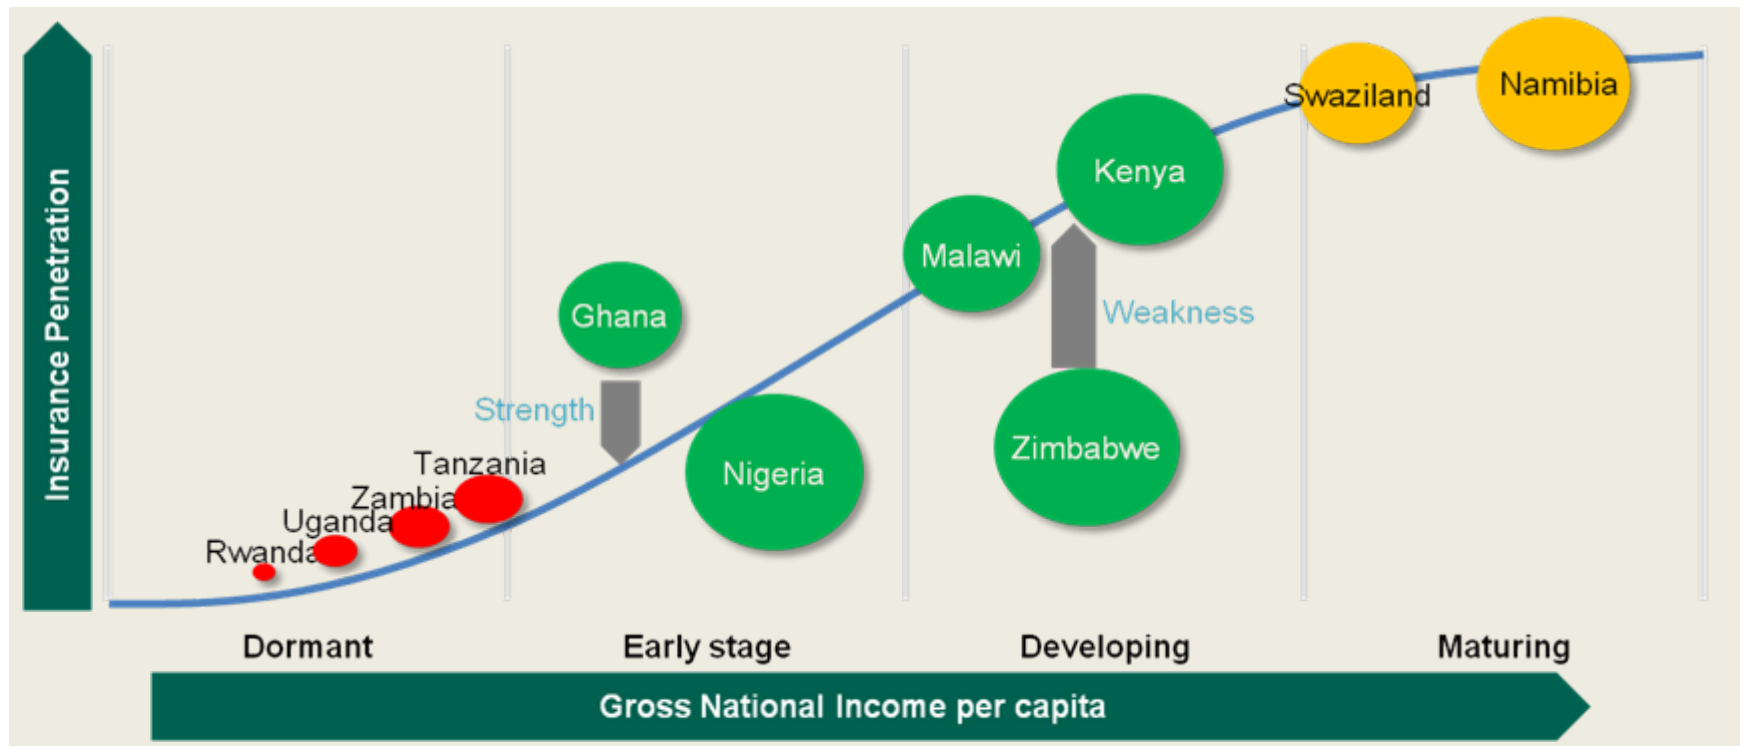 Insurance Penetration
Swaziland
Namibia
Kenya
Malawi
Ghana
Weakness
Strength
Zimbabwe
Nigeria
Tanzania
Zambia
Uganda
Rwanda
Dormant
Early stage
Developing
Maturing
Gross National Income per capita